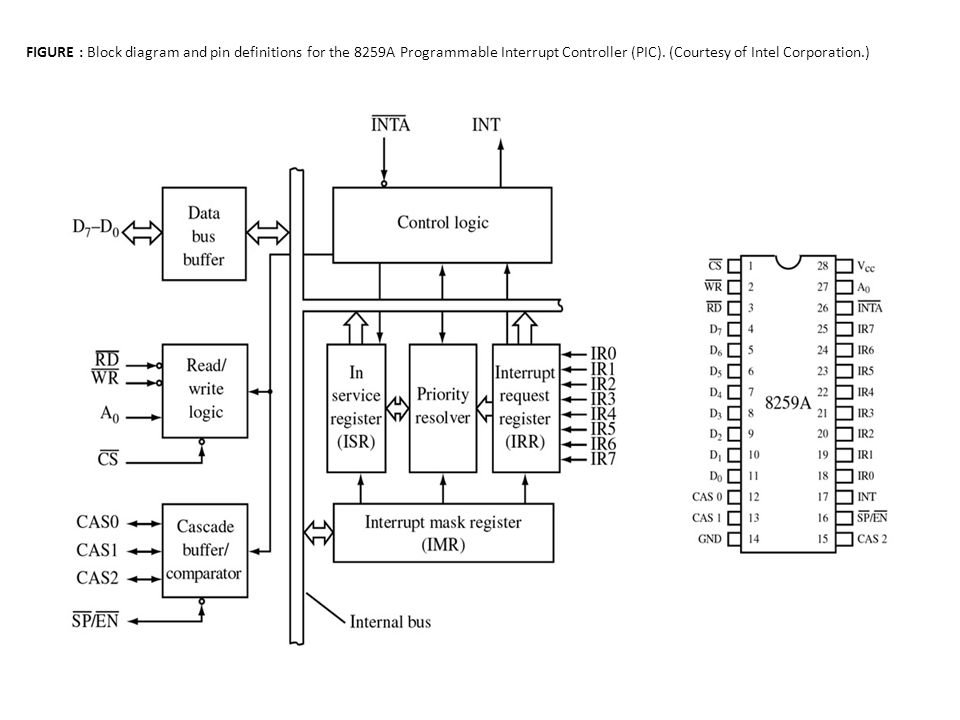 FIGURE : Block diagram and pin definitions for the 8259A Programmable Interrupt Controller (PIC). (Courtesy of Intel Corporation.)
INTA
INT
D7–D0
Data
bus
buffer
Control logic
RD
WR
A0
CS
Read/
write
logic
In
service
register
(ISR)
Priority
resolver
Interrupt
request
register
(IRR)
IR0
IR1
IR2
IR3
IR4
IR5
IR6
IR7
CAS0
CAS1
CAS2
SP/EN
Cascade
buffer/
comparator
Interrupt mask register
(IMR)
Internal bus
CS 1 28 Vcc
WR 2 27 A0
RD 3 26 INTA
D7 4 25 IR7
D6 5 24 IR6
D5 6 23 IR5
D4 7 22 IR4
8259A
D3 8 21 IR3
D2 9 20 IR2
D1 10 19 IR1
D0 11 18 IR0
CAS 0 12 17 INT
CAS 1 13 16 SP/EN
GND 14 15 CAS 2